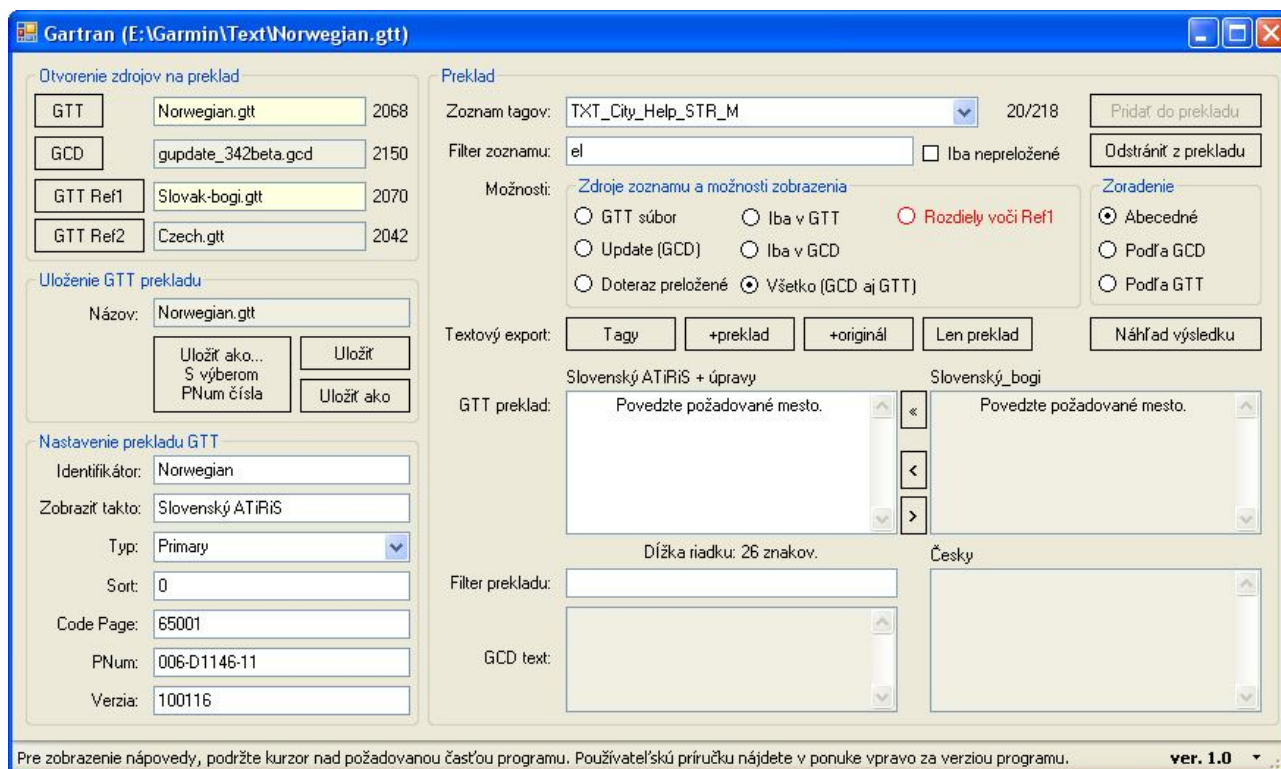 Gartran (E:\Garmin\Text\Norwegian.gtt)
Otvorenie zdrojov na preklad
GTT Norwegian.gtt 2068
GCD gupdate_342beta.gcd 2150
GTT Ref1 Slovak-bogi.gtt 2070
GTT Ref2 Czech.gtt 2042
Uloženie GTT prekladu
Názov: Norwegian.gtt
Uložiť ako...
S výberom
PNum čísla
Uložiť
Uložiť ako
Nastavenie prekladu GTT
Identifikátor: Norwegian
Zobraziť takto: Slovenský ATiRiS
Typ: Primary
Sort: 0
Code Page: 65001
PNum: 006-D1146-11
Verzia: 100116
Preklad
Zoznam tagov: TXT_City_Help_STR_M 20/218 Pridať do prekladu
Filter zoznamu: el Iba nepreložené Odstrániť z prekladu
Možnosti:
Zdroje zoznamu a možnosti zobrazenia
GTT súbor Iba v GTT Rozdiely voči Ref1
Update (GCD) Iba v GCD
Doteraz preložené Všetko (GCD aj GTT)
Zoradenie
Abecedné
Podľa GCD
Podľa GTT
Textový export: Tagy +preklad +originál Len preklad Náhľad výsledku
Slovenský ATiRiS + úpravy Slovenský_bogi
GTT preklad: Povedzte požadované mesto. « Povedzte požadované mesto.
<
>
Dĺžka riadku: 26 znakov. Česky
Filter prekladu:
GCD text:
Pre zobrazenie nápovedy, podržte kurzor nad požadovanou časťou programu. Používateľskú príručku nájdete v ponuke vpravo za verziou programu. ver. 1.0